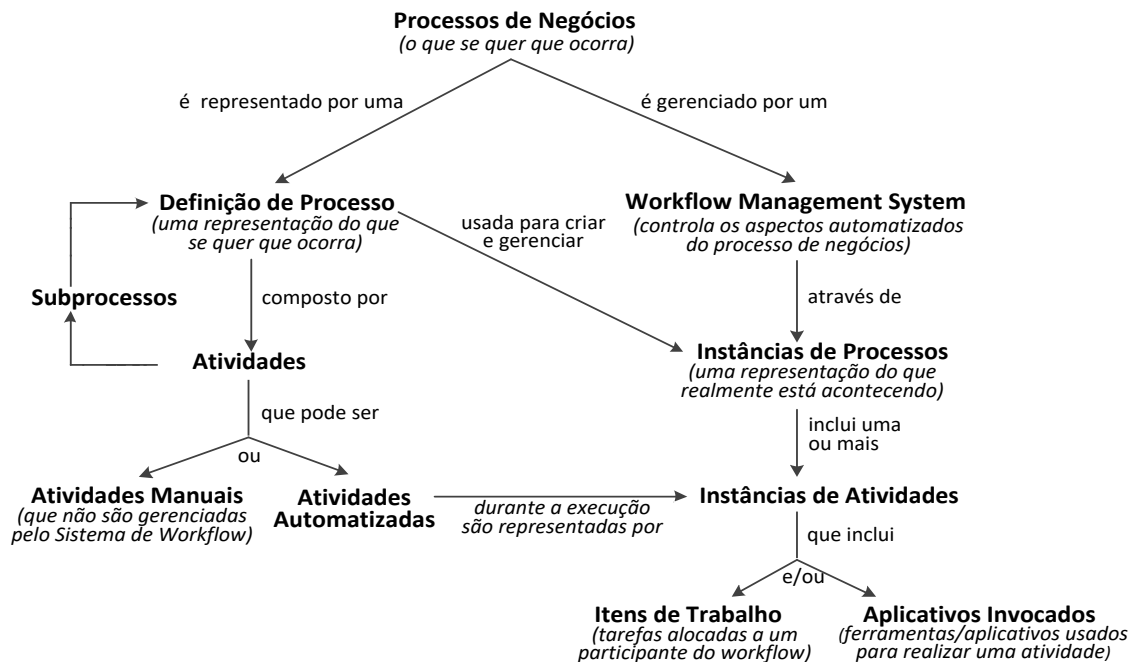 Processos de Negócios
(o que se quer que ocorra)
é representado por uma
é gerenciado por um
Definição de Processo
(uma representação do que
se quer que ocorra)
usada para criar
e gerenciar
Workflow Management System
(controla os aspectos automatizados
do processo de negócios)
Subprocessos
composto por
através de
Atividades
Instâncias de Processos
(uma representação do que
realmente está acontecendo)
que pode ser
ou
inclui uma
ou mais
Atividades Manuais
(que não são gerenciadas
pelo Sistema de Workflow)
Atividades
Automatizadas
durante a execução
são representadas por
Instâncias de Atividades
que inclui
e/ou
Itens de Trabalho
(tarefas alocadas a um
participante do workflow)
Aplicativos Invocados
(ferramentas/aplicativos usados
para realizar uma atividade)